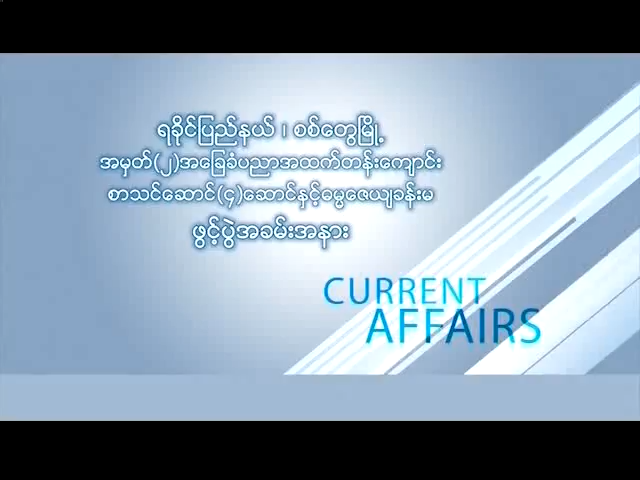 ရခိုင်ပြည်နယ် ၊ စစ်တွေမြို့
အမှတ်(၂)အခြေခံပညာအထက်တန်းကျောင်း
စာသင်ဆောင်(၄)ဆောင်နှင့်ဓမ္မဇေယျခန်းမ
ဖွင့်ပွဲအခမ်းအနား
CURRENT
AFFAIRS